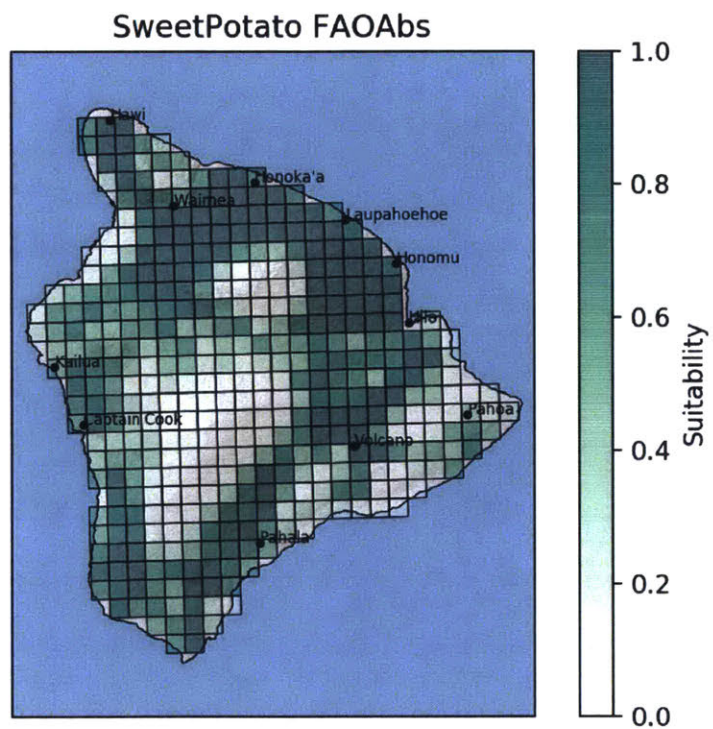 SweetPotato FAOAbs
1.0
Hawi
0.8
Honoka'a
Waimea
Laupahoehoe
Honomu
0.6
Hilo
Suitability
Kailua
Captain Cook
Pahoa
Volcano
0.4
Pahala
0.2
0.0